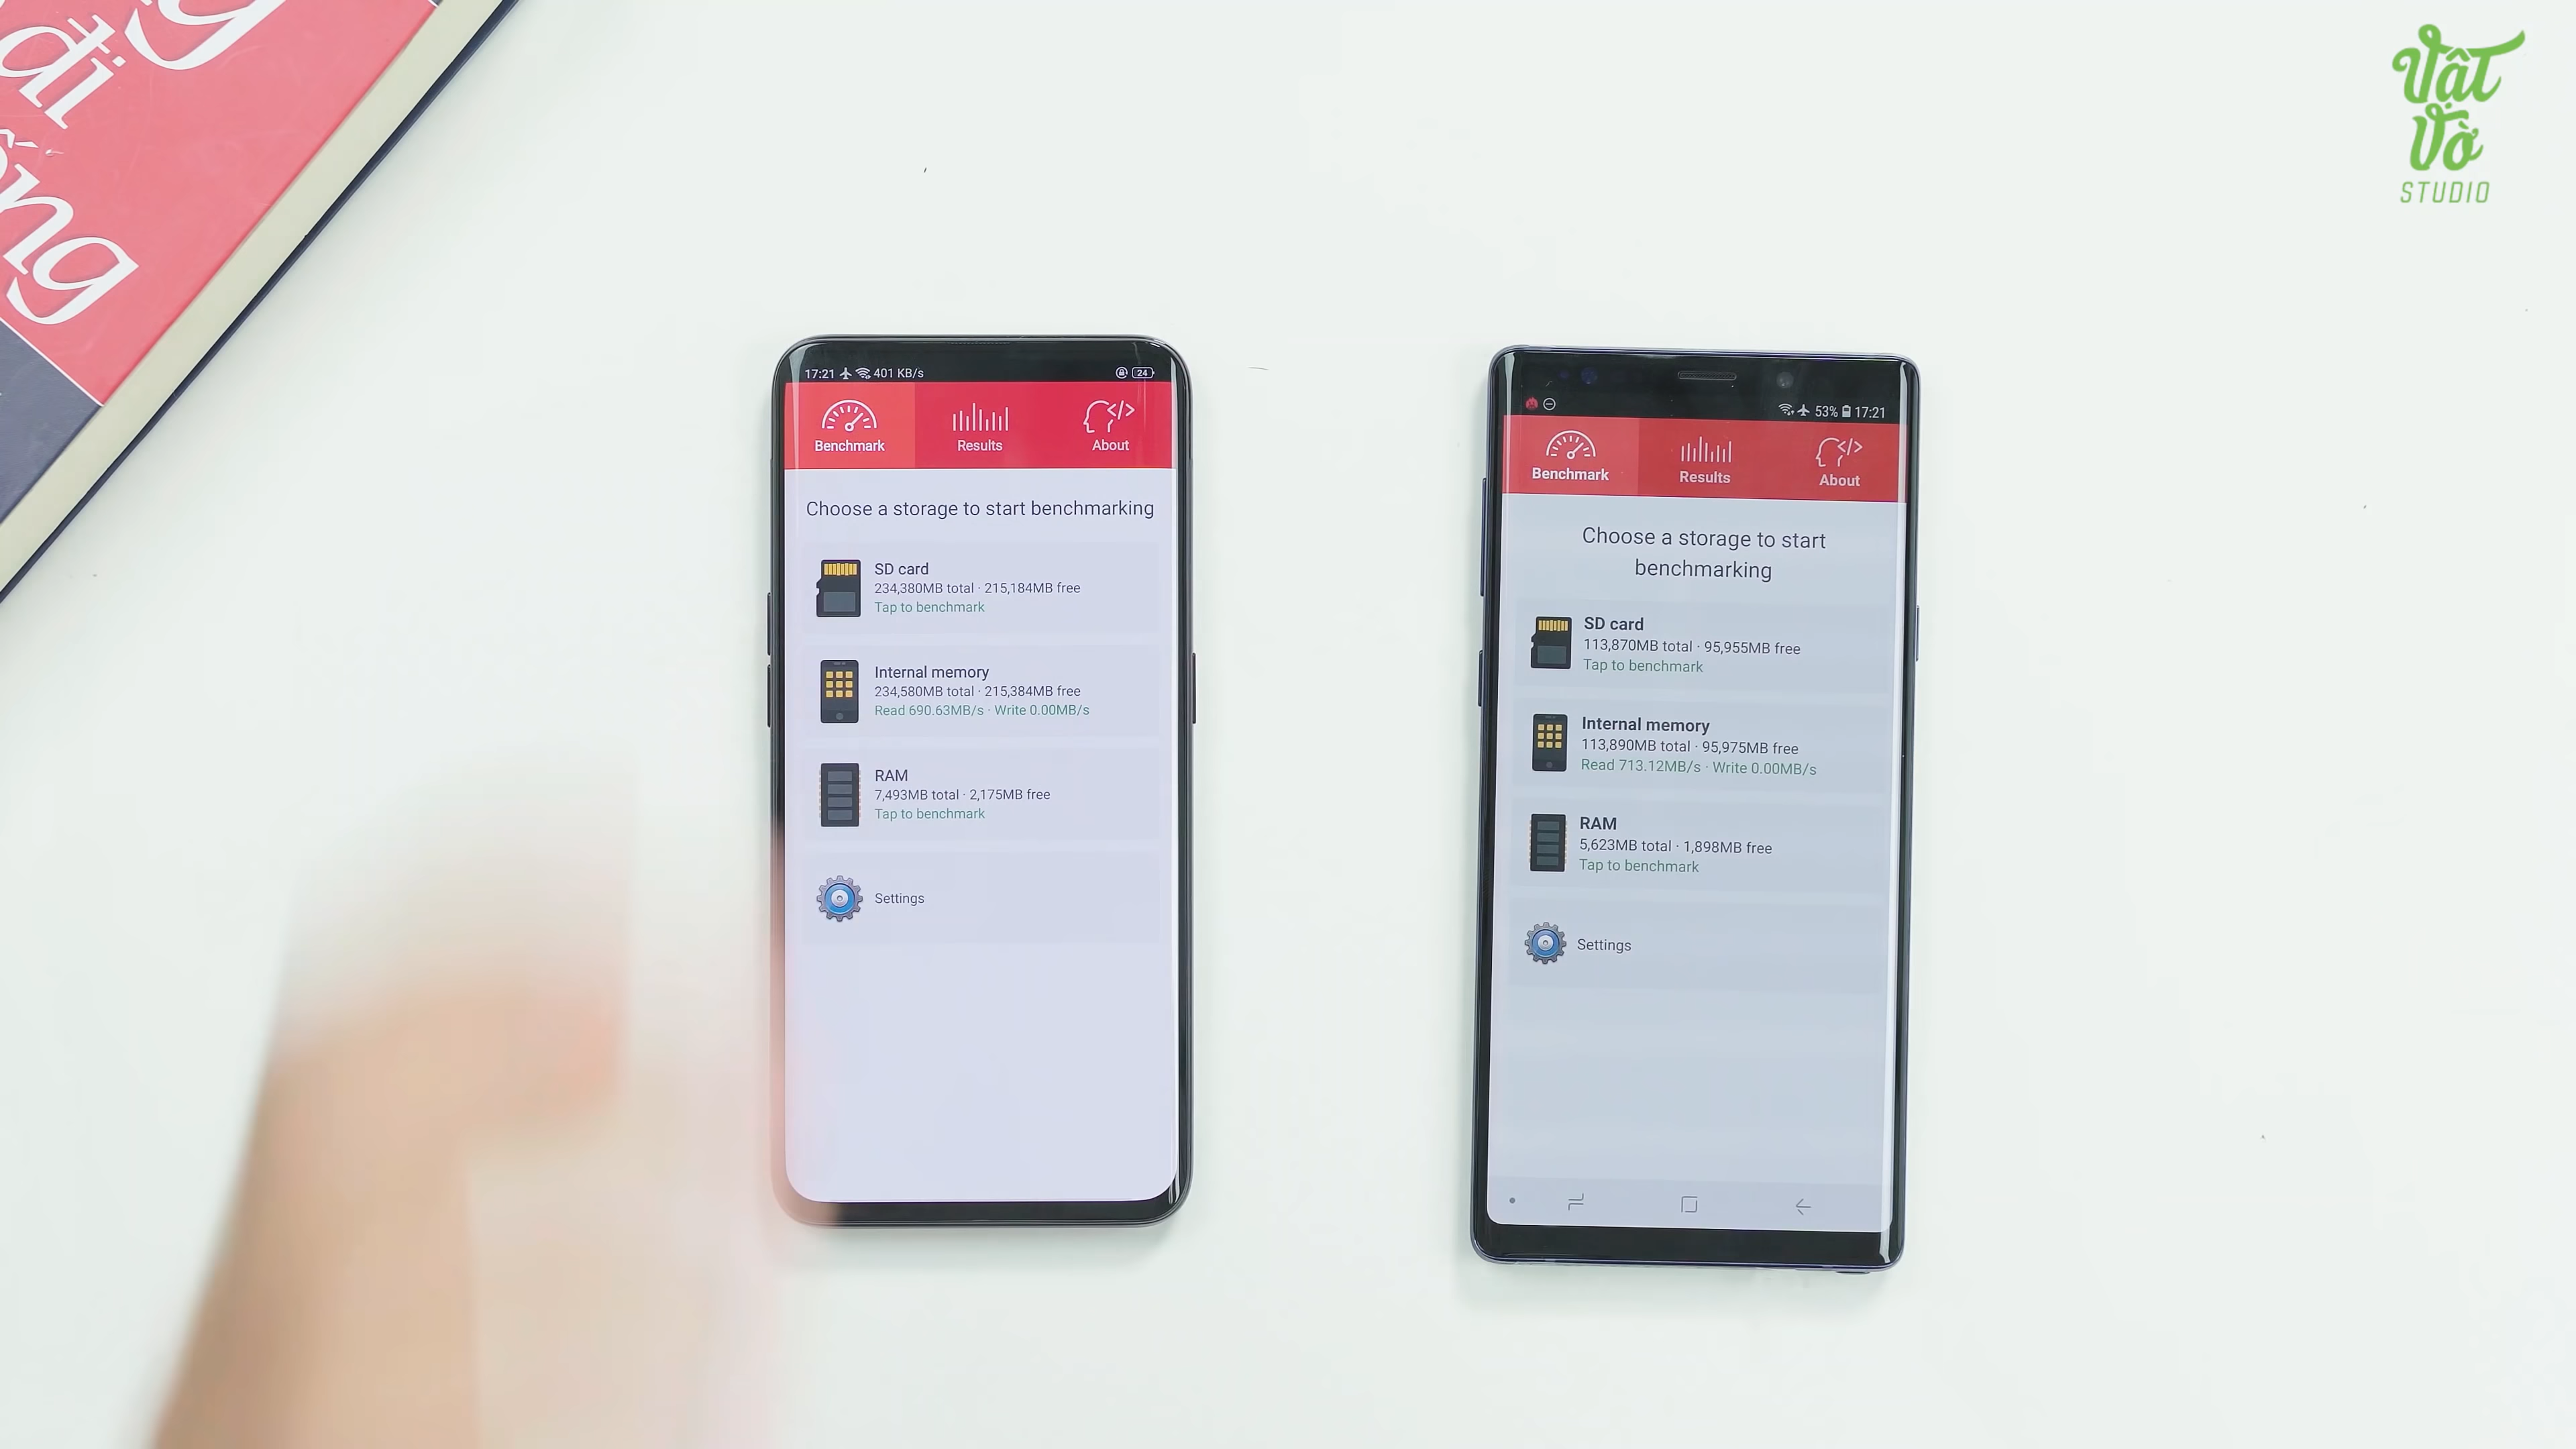 đi
ống
Vật
Vờ
STUDIO
17:21 401 KB/s 24
Benchmark Results About
Choose a storage to start benchmarking
SD card
234,380MB total · 215,184MB free
Tap to benchmark
Internal memory
234,580MB total · 215,384MB free
Read 690.63MB/s · Write 0.00MB/s
RAM
7,493MB total · 2,175MB free
Tap to benchmark
Settings
53% 17:21
Benchmark Results About
Choose a storage to start
benchmarking
SD card
113,870MB total · 95,955MB free
Tap to benchmark
Internal memory
113,890MB total · 95,975MB free
Read 713.12MB/s · Write 0.00MB/s
RAM
5,623MB total · 1,898MB free
Tap to benchmark
Settings